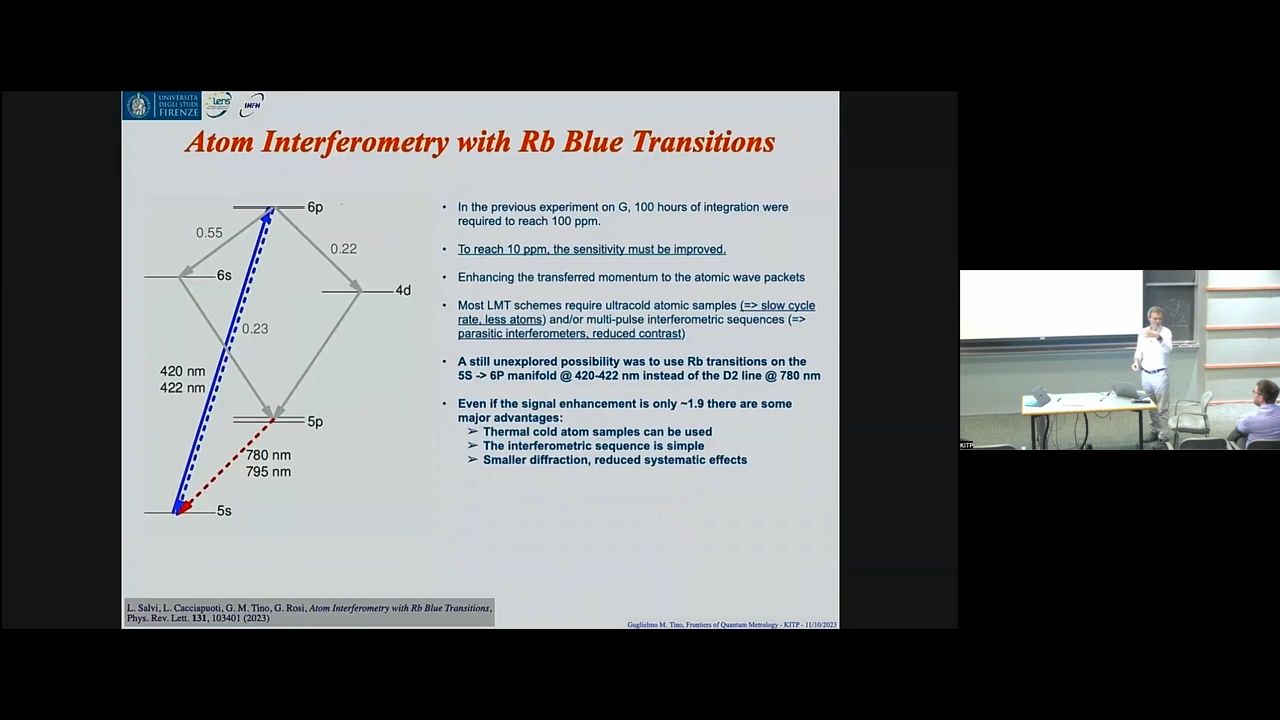 UNIVERSITÀ
DEGLI STUDI
FIRENZE
Lens
INFN
Atom Interferometry with Rb Blue Transitions
6p
0.55
0.22
6s
4d
0.23
420 nm
422 nm
5p
780 nm
795 nm
5s
• In the previous experiment on G, 100 hours of integration were
required to reach 100 ppm.
• To reach 10 ppm, the sensitivity must be improved.
• Enhancing the transferred momentum to the atomic wave packets
• Most LMT schemes require ultracold atomic samples (=> slow cycle
rate, less atoms) and/or multi-pulse interferometric sequences (=>
parasitic interferometers, reduced contrast)
• A still unexplored possibility was to use Rb transitions on the
5S -> 6P manifold @ 420-422 nm instead of the D2 line @ 780 nm
• Even if the signal enhancement is only ~1.9 there are some
major advantages:
➢ Thermal cold atom samples can be used
➢ The interferometric sequence is simple
➢ Smaller diffraction, reduced systematic effects
L. Salvi, L. Cacciapuoti, G. M. Tino, G. Rosi, Atom Interferometry with Rb Blue Transitions,
Phys. Rev. Lett. 131, 103401 (2023)
Guglielmo M. Tino, Frontiers of Quantum Metrology - KITP - 11/10/2023
KITP